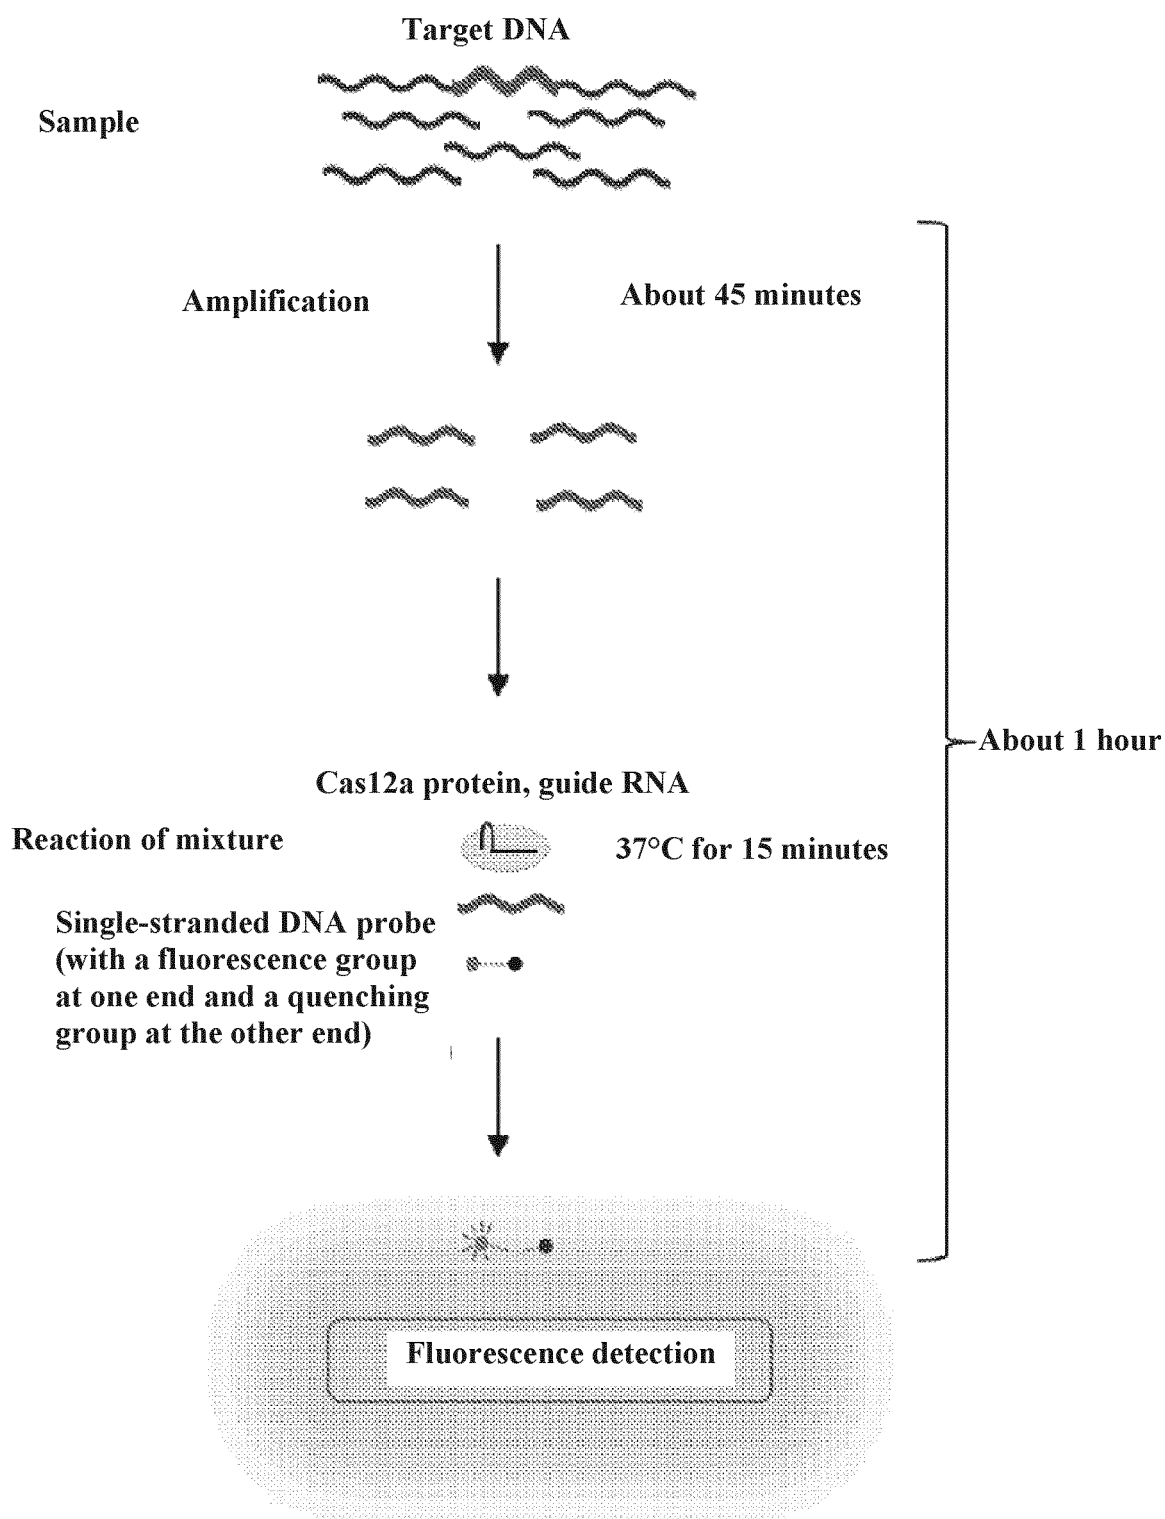 Target DNA
Sample
Amplification
About 45 minutes
About 1 hour
Cas12a protein, guide RNA
Reaction of mixture
37°C for 15 minutes
Single-stranded DNA probe
(with a fluorescence group
at one end and a quenching
group at the other end)
Fluorescence detection